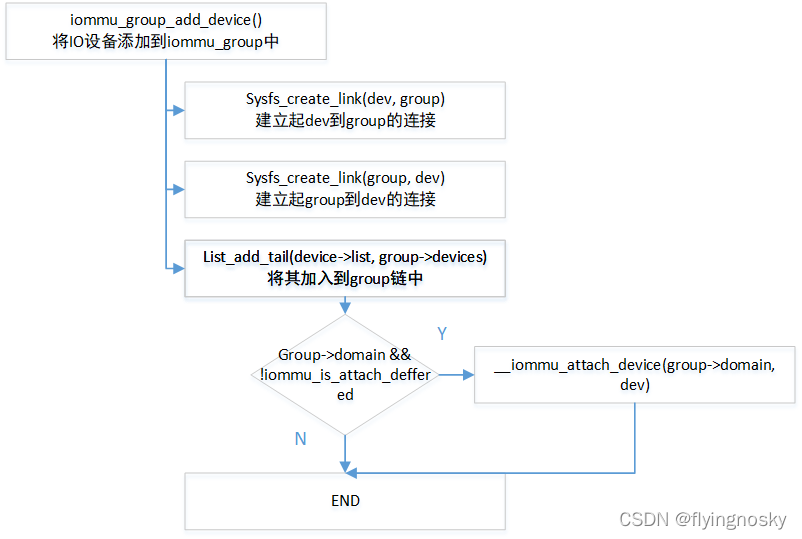 iommu_group_add_device()
将IO设备添加到iommu_group中
Sysfs_create_link(dev, group)
建立起dev到group的连接
Sysfs_create_link(group, dev)
建立起group到dev的连接
List_add_tail(device->list, group->devices)
将其加入到group链中
Group->domain &&
!iommu_is_attach_deffer
ed
Y
__iommu_attach_device(group->domain,
dev)
N
END
CSDN @flyingnosky